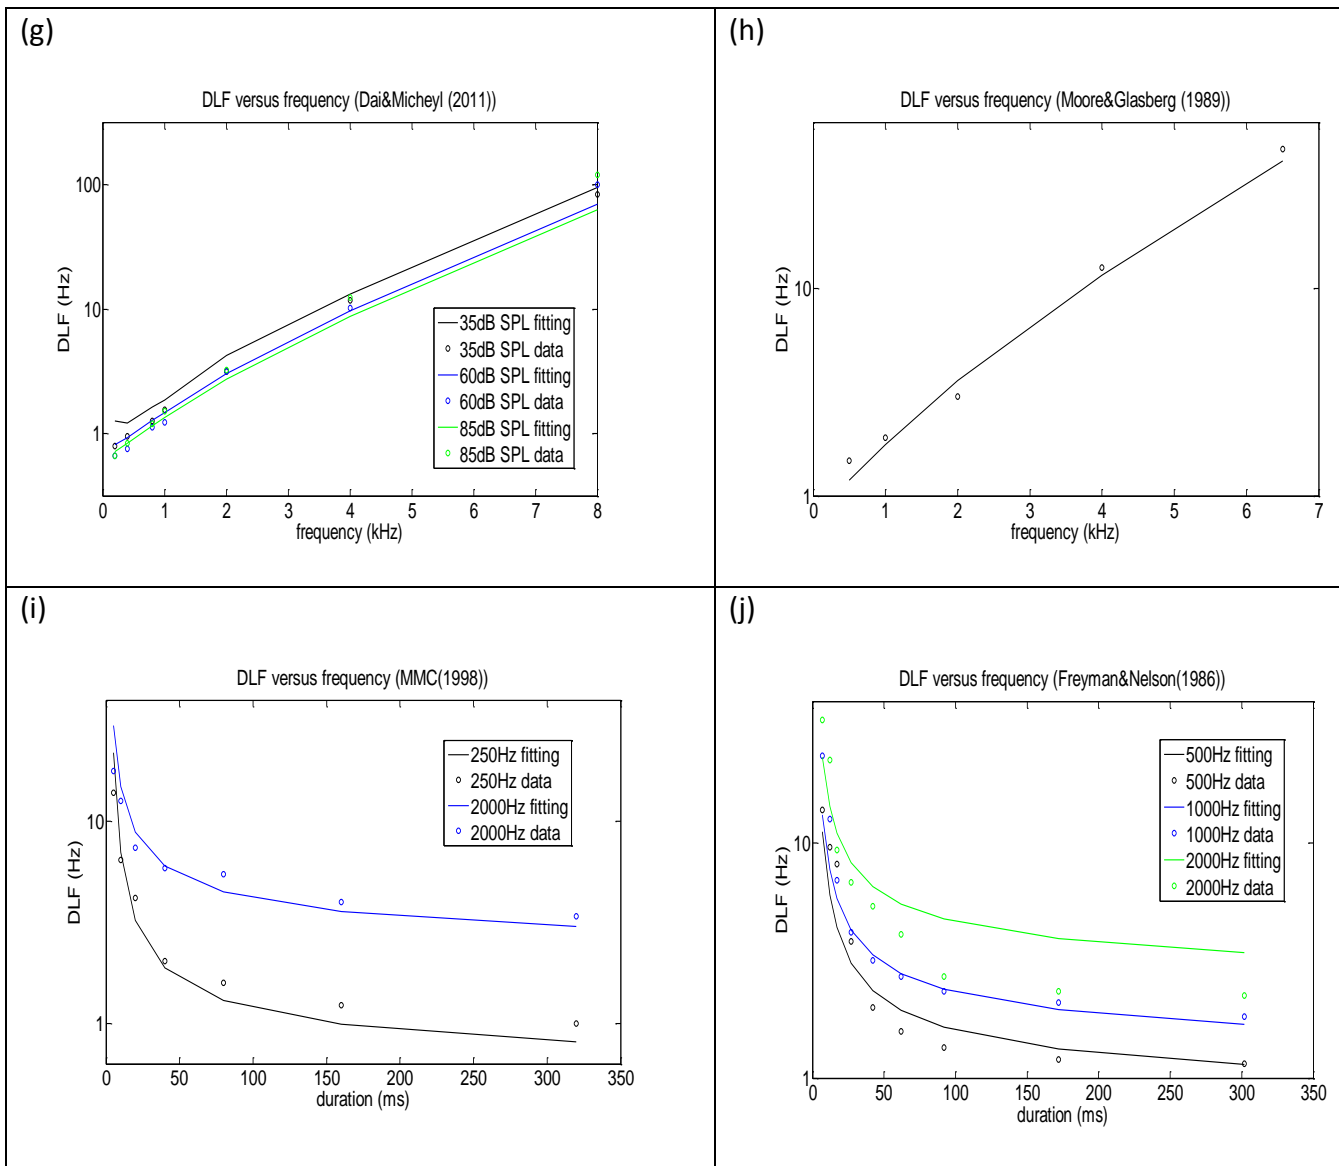 (g)
DLF versus frequency (Dai&Micheyl (2011))
100
10
1
DLF (Hz)
0 1 2 3 4 5 6 7 8
frequency (kHz)
35dB SPL fitting
35dB SPL data
60dB SPL fitting
60dB SPL data
85dB SPL fitting
85dB SPL data
(h)
DLF versus frequency (Moore&Glasberg (1989))
10
1
DLF (Hz)
0 1 2 3 4 5 6 7
frequency (kHz)
(i)
DLF versus frequency (MMC(1998))
10
1
DLF (Hz)
0 50 100 150 200 250 300 350
duration (ms)
250Hz fitting
250Hz data
2000Hz fitting
2000Hz data
(j)
DLF versus frequency (Freyman&Nelson(1986))
10
1
DLF (Hz)
0 50 100 150 200 250 300 350
duration (ms)
500Hz fitting
500Hz data
1000Hz fitting
1000Hz data
2000Hz fitting
2000Hz data